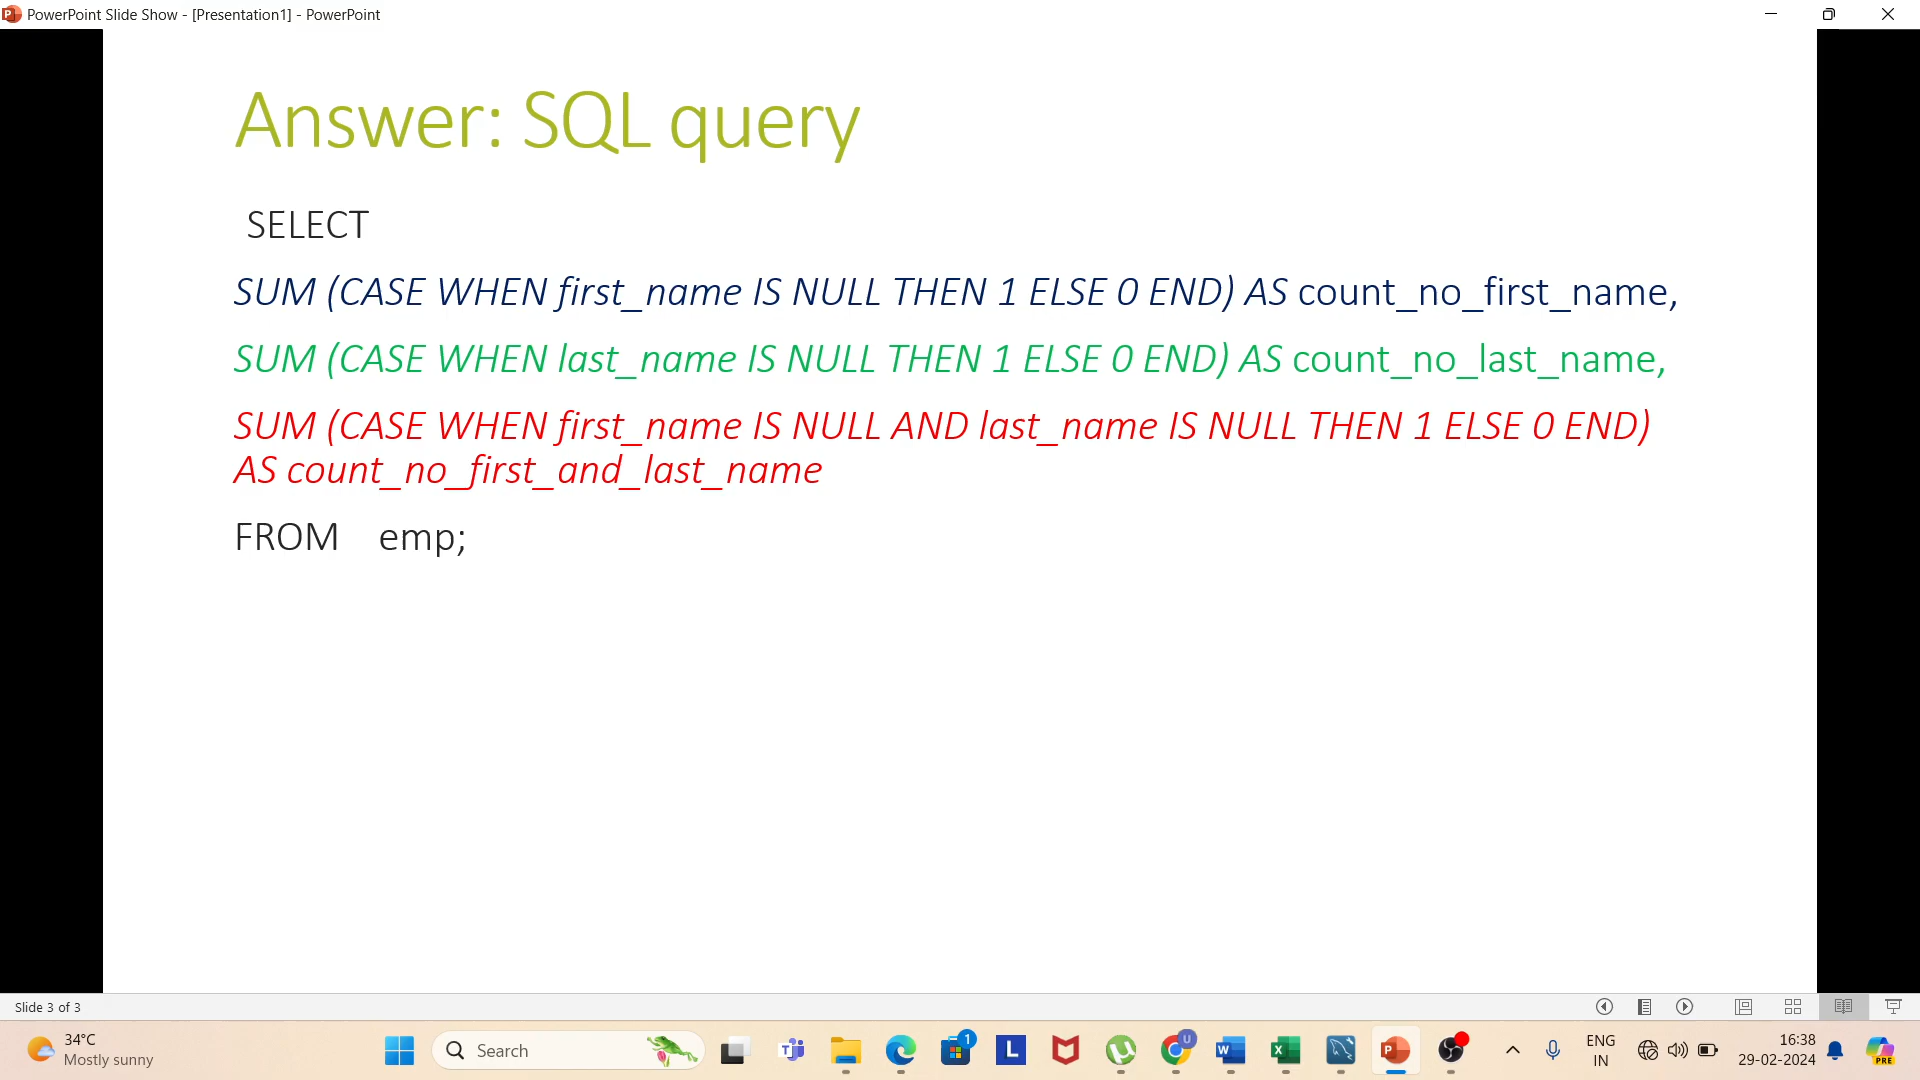 PowerPoint Slide Show - [Presentation1] - PowerPoint
Answer: SQL query
SELECT
SUM (CASE WHEN first_name IS NULL THEN 1 ELSE 0 END) AS count_no_first_name,
SUM (CASE WHEN last_name IS NULL THEN 1 ELSE 0 END) AS count_no_last_name,
SUM (CASE WHEN first_name IS NULL AND last_name IS NULL THEN 1 ELSE 0 END)
AS count_no_first_and_last_name
FROM emp;
Slide 3 of 3
34°C
Mostly sunny
Search
1
L
U
ENG
IN
16:38
29-02-2024
PRE